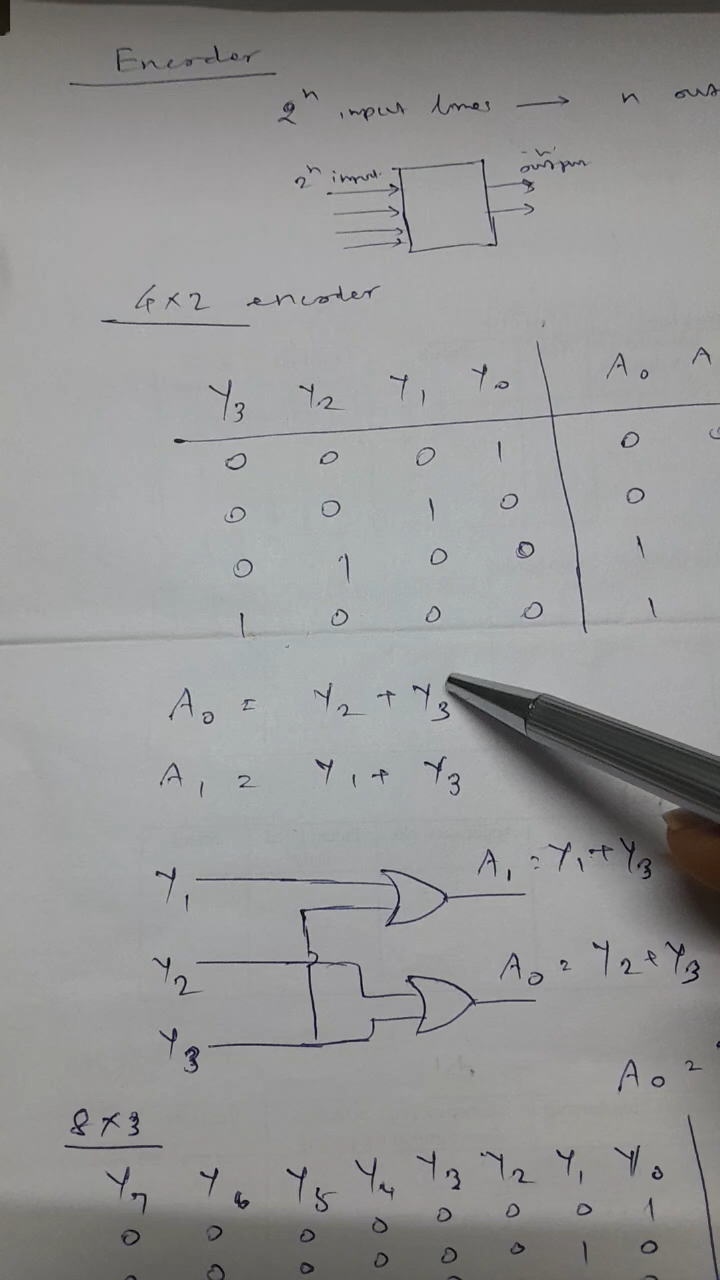 Encoder
2ⁿ input lines → n out
2ⁿ input
'n' output
4 × 2 encoder
Y₃ Y₂ Y₁ Y₀ A₀ A
0 0 0 1 0
0 0 1 0 0
0 1 0 0 1
1 0 0 0 1
A₀ = Y₂ + Y₃
A₁ = Y₁ + Y₃
Y₁ A₁ = Y₁ + Y₃
Y₂ A₀ = Y₂ + Y₃
Y₃
A₀ =
8 × 3
Y₇ Y₆ Y₅ Y₄ Y₃ Y₂ Y₁ Y₀
0 0 0 0 0 0 0 1
0 0 0 0 0 1 0